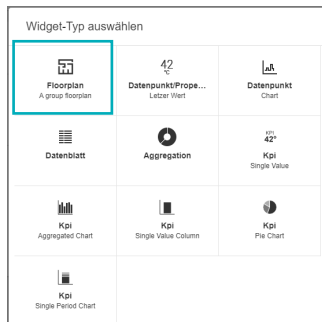 Widget-Typ auswählen
42
°C
Floorplan
A group floorplan
Datenpunkt/Prope...
Letzer Wert
Datenpunkt
Chart
Datenblatt
Aggregation
KPI
42°
Kpi
Single Value
Kpi
Aggregated Chart
Kpi
Single Value Column
Kpi
Pie Chart
Kpi
Single Period Chart